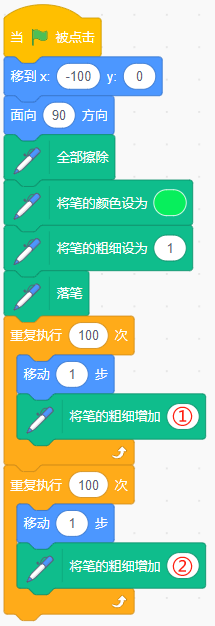 当 被点击
移到 x: -100 y: 0
面向 90 方向
全部擦除
将笔的颜色设为
将笔的粗细设为 1
落笔
重复执行 100 次
移动 1 步
将笔的粗细增加 ①
重复执行 100 次
移动 1 步
将笔的粗细增加 ②